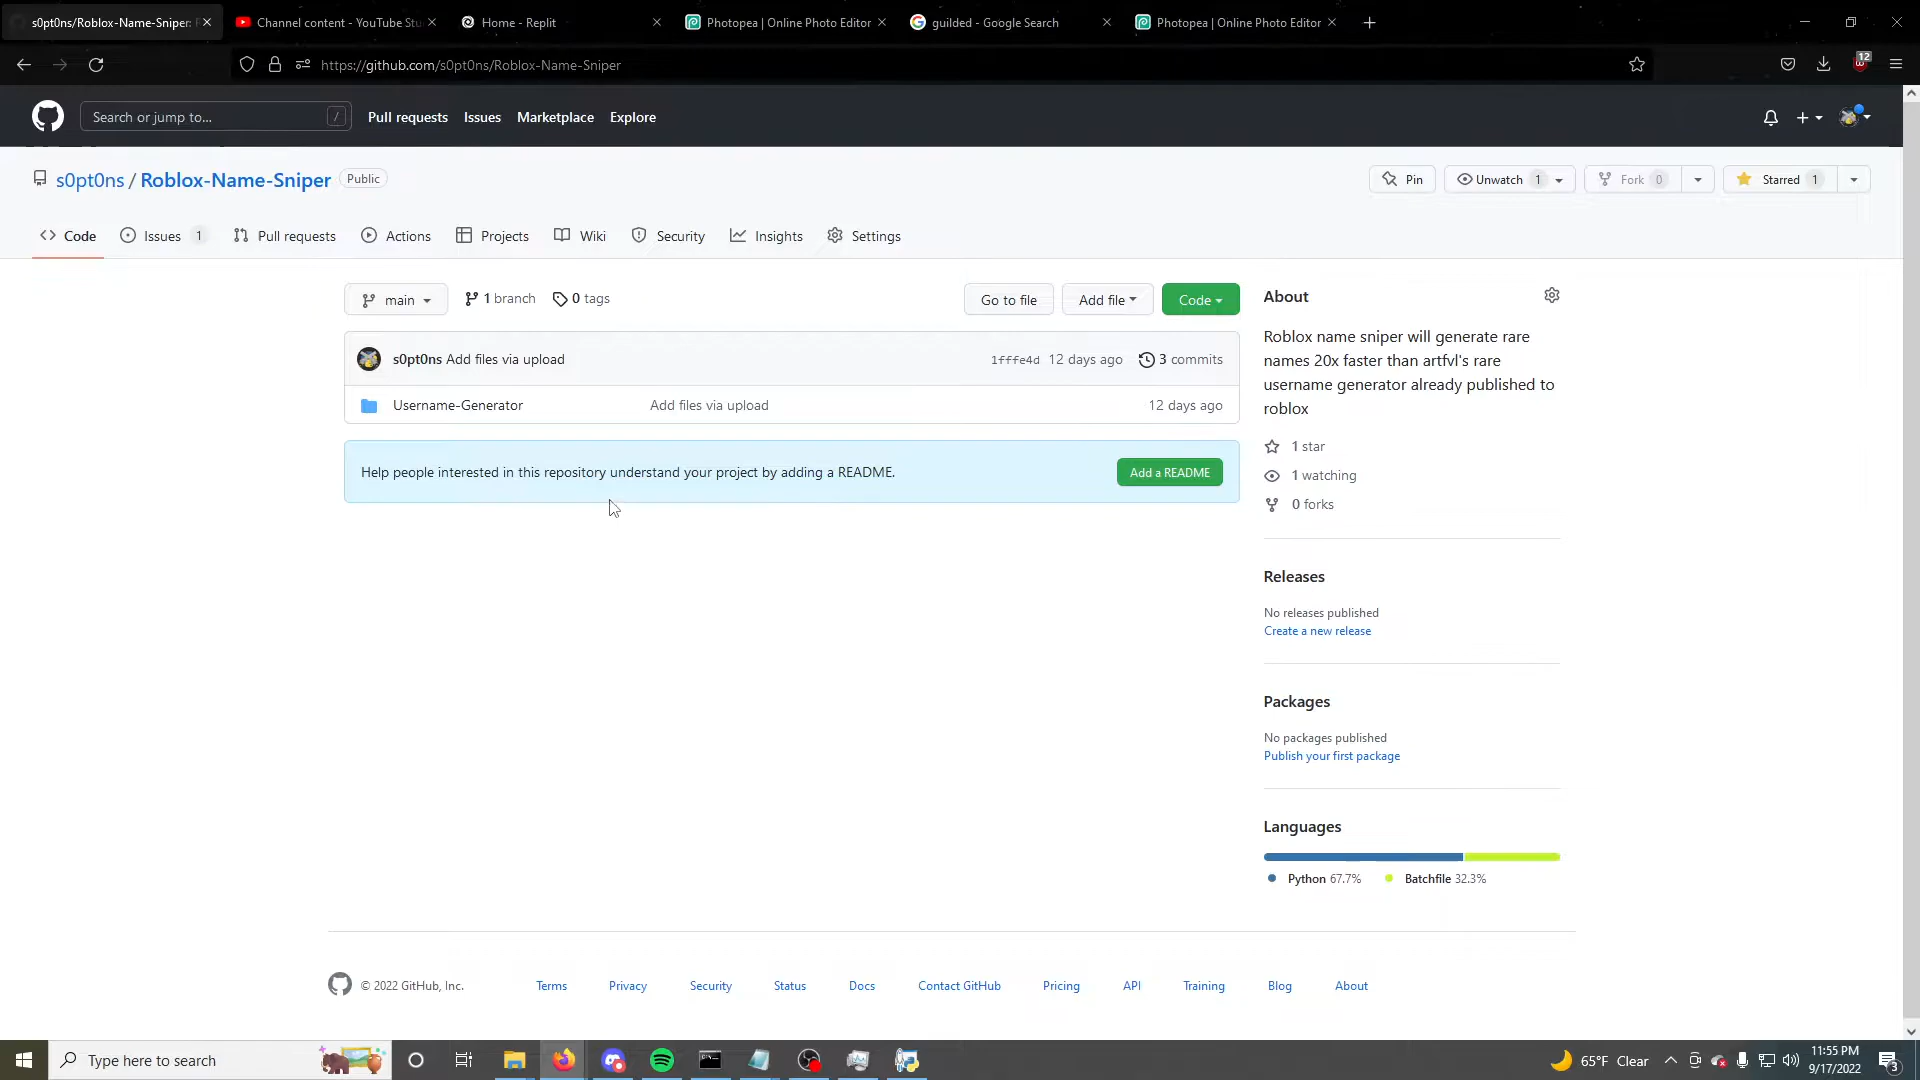 s0pt0ns/Roblox-Name-Sniper:
Channel content - YouTube Stu
Home - Replit
Photopea | Online Photo Editor
guilded - Google Search
Photopea | Online Photo Editor
https://github.com/s0pt0ns/Roblox-Name-Sniper
12
Search or jump to... /
Pull requests Issues Marketplace Explore
s0pt0ns / Roblox-Name-Sniper Public
Pin
Unwatch 1
Fork 0
Starred 1
Code
Issues 1
Pull requests
Actions
Projects
Wiki
Security
Insights
Settings
main
1 branch
0 tags
Go to file
Add file
Code
s0pt0ns Add files via upload
1fffe4d 12 days ago 3 commits
Username-Generator Add files via upload 12 days ago
Help people interested in this repository understand your project by adding a README.
Add a README
About
Roblox name sniper will generate rare
names 20x faster than artfvl's rare
username generator already published to
roblox
1 star
1 watching
0 forks
Releases
No releases published
Create a new release
Packages
No packages published
Publish your first package
Languages
Python 67.7% Batchfile 32.3%
© 2022 GitHub, Inc.
Terms
Privacy
Security
Status
Docs
Contact GitHub
Pricing
API
Training
Blog
About
Type here to search
65°F Clear
11:55 PM
9/17/2022
3